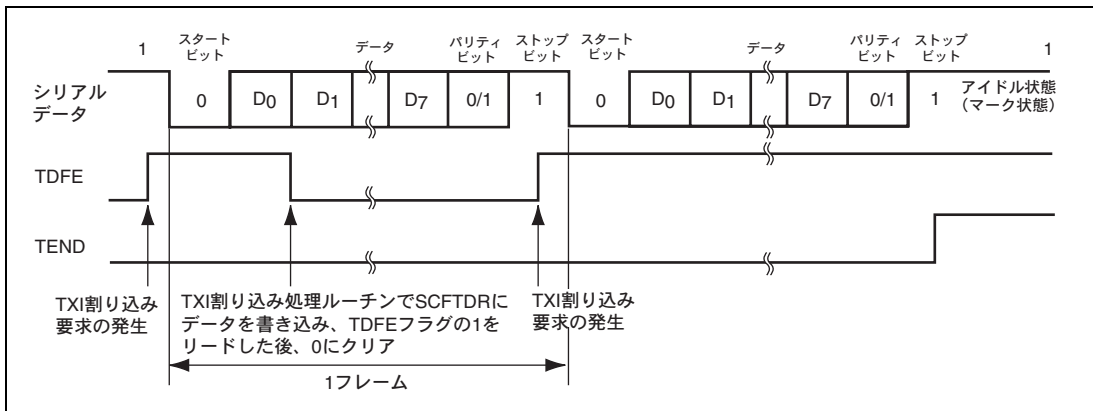 1 スタートビット データ パリティビット ストップビット スタートビット データ パリティビット ストップビット 1
シリアルデータ 0 D0 D1 D7 0/1 1 0 D0 D1 D7 0/1 1 アイドル状態（マーク状態）
TDFE
TEND
TXI割り込み
要求の発生
TXI割り込み処理ルーチンでSCFTDRに
データを書き込み、TDFEフラグの1を
リードした後、0にクリア
TXI割り込み
要求の発生
1フレーム